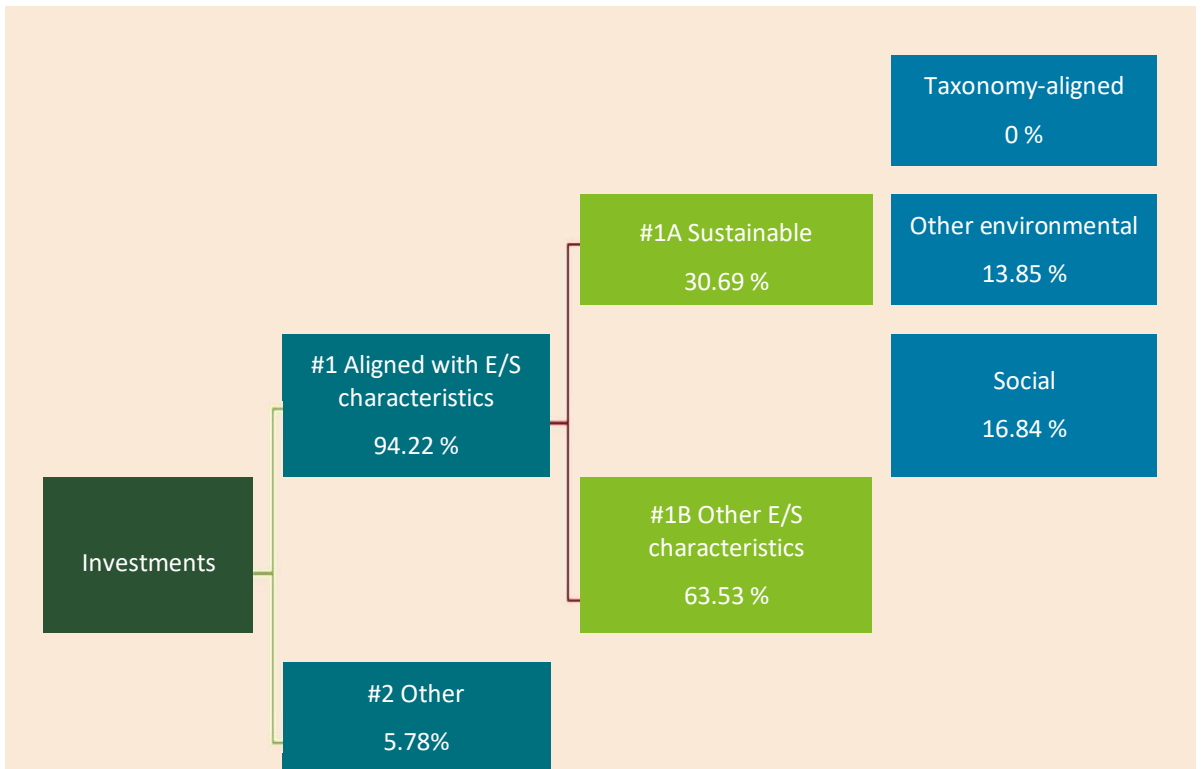 Taxonomy-aligned
0 %
#1A Sustainable
30.69 %
Other environmental
13.85 %
#1 Aligned with E/S
characteristics
94.22 %
Social
16.84 %
Investments
#1B Other E/S
characteristics
63.53 %
#2 Other
5.78%